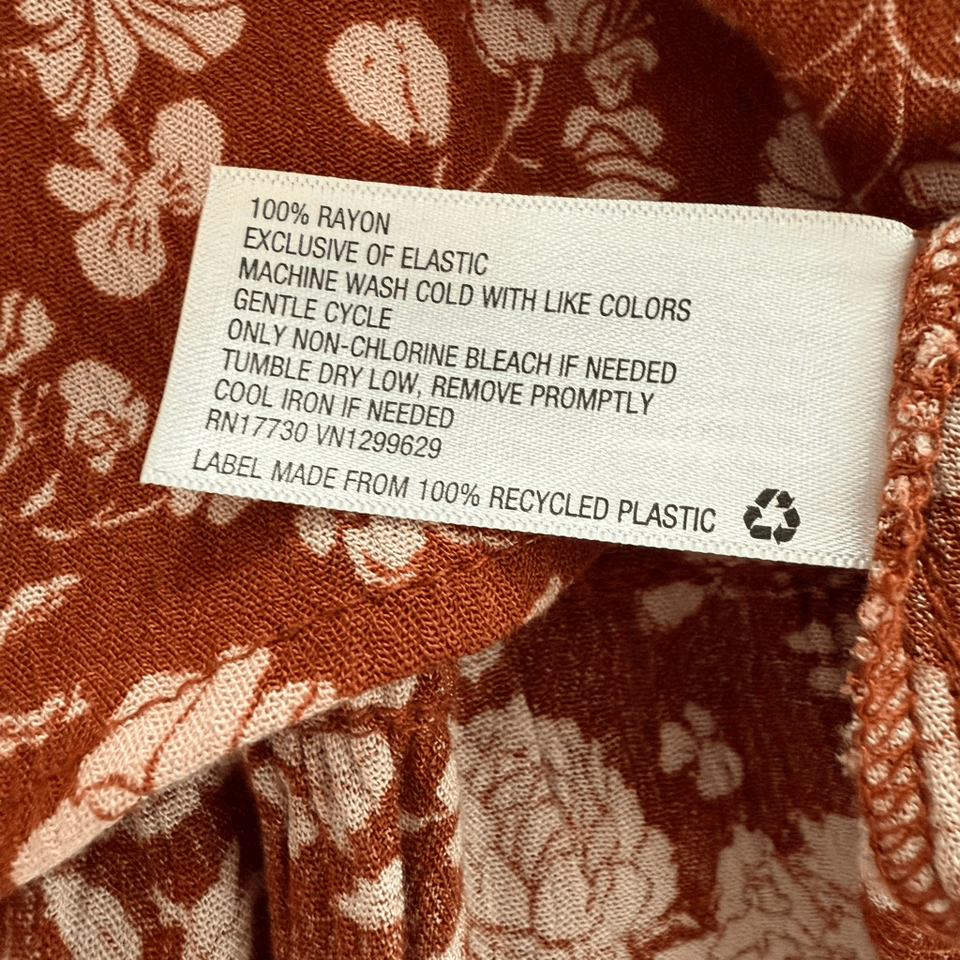 100% RAYON
EXCLUSIVE OF ELASTIC
MACHINE WASH COLD WITH LIKE COLORS
GENTLE CYCLE
ONLY NON-CHLORINE BLEACH IF NEEDED
TUMBLE DRY LOW, REMOVE PROMPTLY
COOL IRON IF NEEDED
RN17730 VN1299629
LABEL MADE FROM 100% RECYCLED PLASTIC